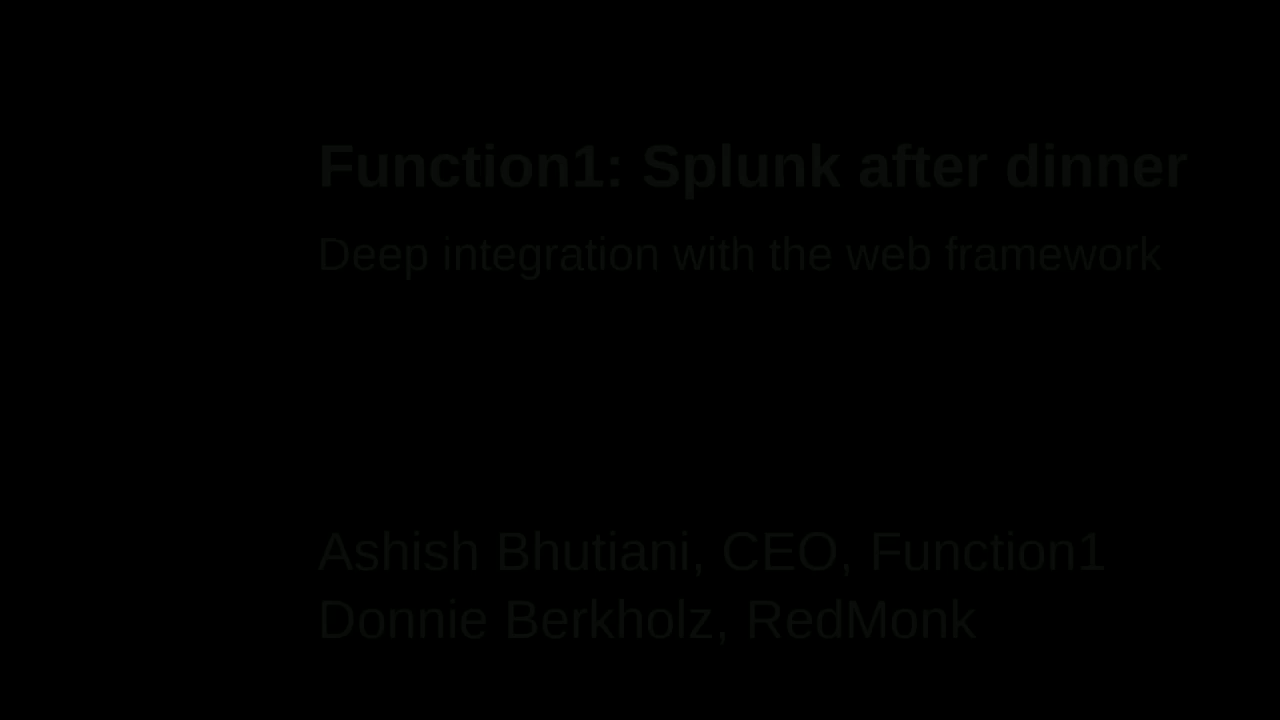 Function1: Splunk after dinner
Deep integration with the web framework
Ashish Bhutiani, CEO, Function1
Donnie Berkholz, RedMonk